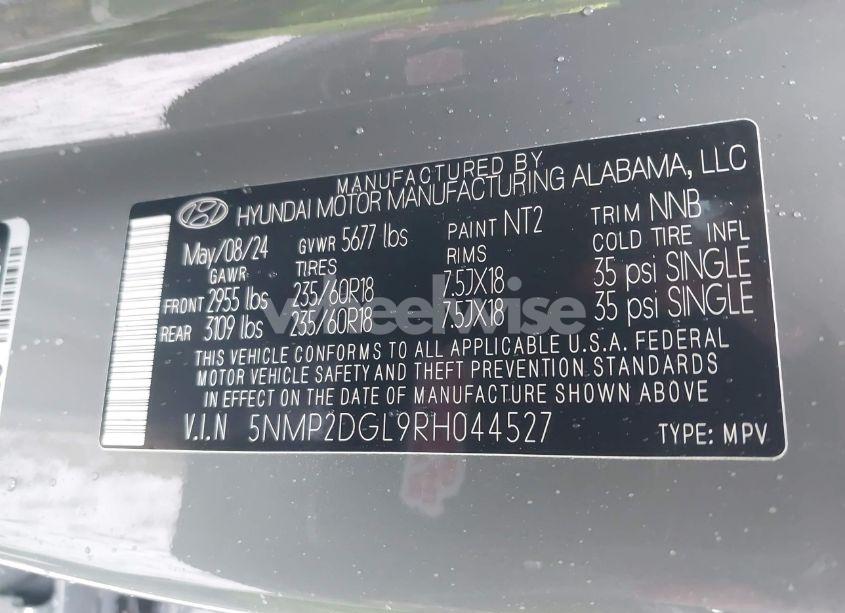 MANUFACTURED BY
HYUNDAI MOTOR MANUFACTURING ALABAMA, LLC
May/08/24 GVWR 5677 lbs PAINT NT2 TRIM NNB
GAWR TIRES RIMS COLD TIRE INFL
FRONT 2955 lbs 235/60R18 7.5JX18 35 psi SINGLE
REAR 3109 lbs 235/60R18 7.5JX18 35 psi SINGLE
wheelwise
THIS VEHICLE CONFORMS TO ALL APPLICABLE U.S.A. FEDERAL
MOTOR VEHICLE SAFETY AND THEFT PREVENTION STANDARDS
IN EFFECT ON THE DATE OF MANUFACTURE SHOWN ABOVE
V.I.N 5NMP2DGL9RH044527 TYPE: MPV